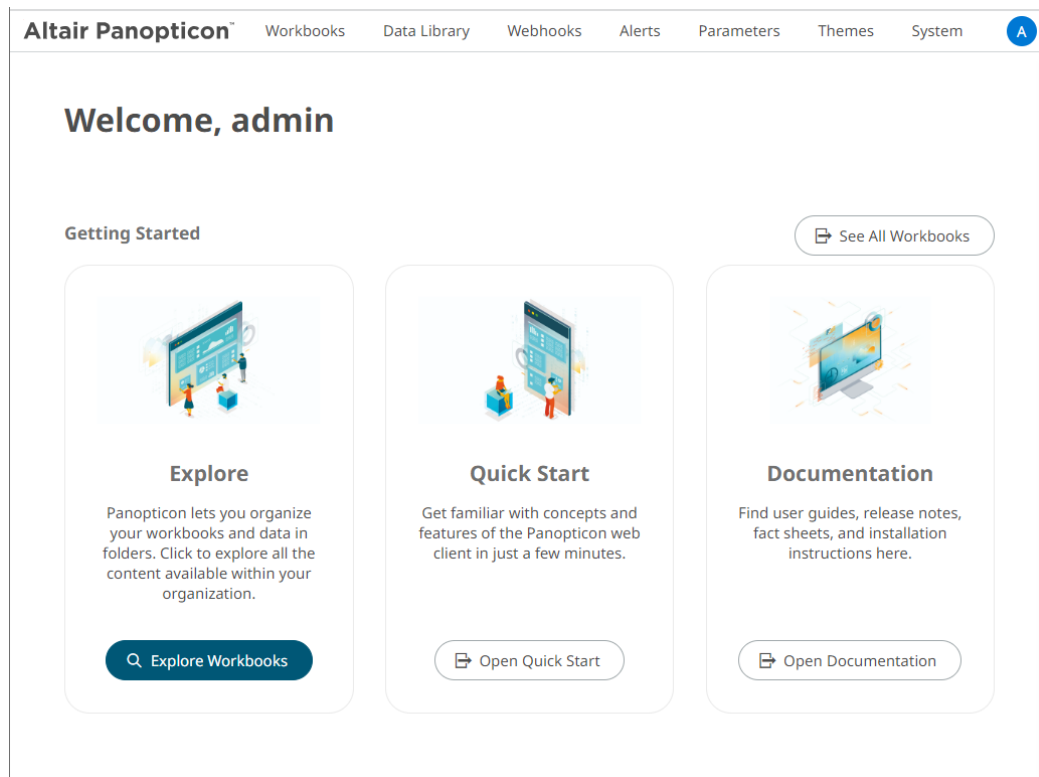 Altair Panopticon™ Workbooks Data Library Webhooks Alerts Parameters Themes System A
Welcome, admin
Getting Started
See All Workbooks
Explore
Panopticon lets you organize
your workbooks and data in
folders. Click to explore all the
content available within your
organization.
Explore Workbooks
Quick Start
Get familiar with concepts and
features of the Panopticon web
client in just a few minutes.
Open Quick Start
Documentation
Find user guides, release notes,
fact sheets, and installation
instructions here.
Open Documentation